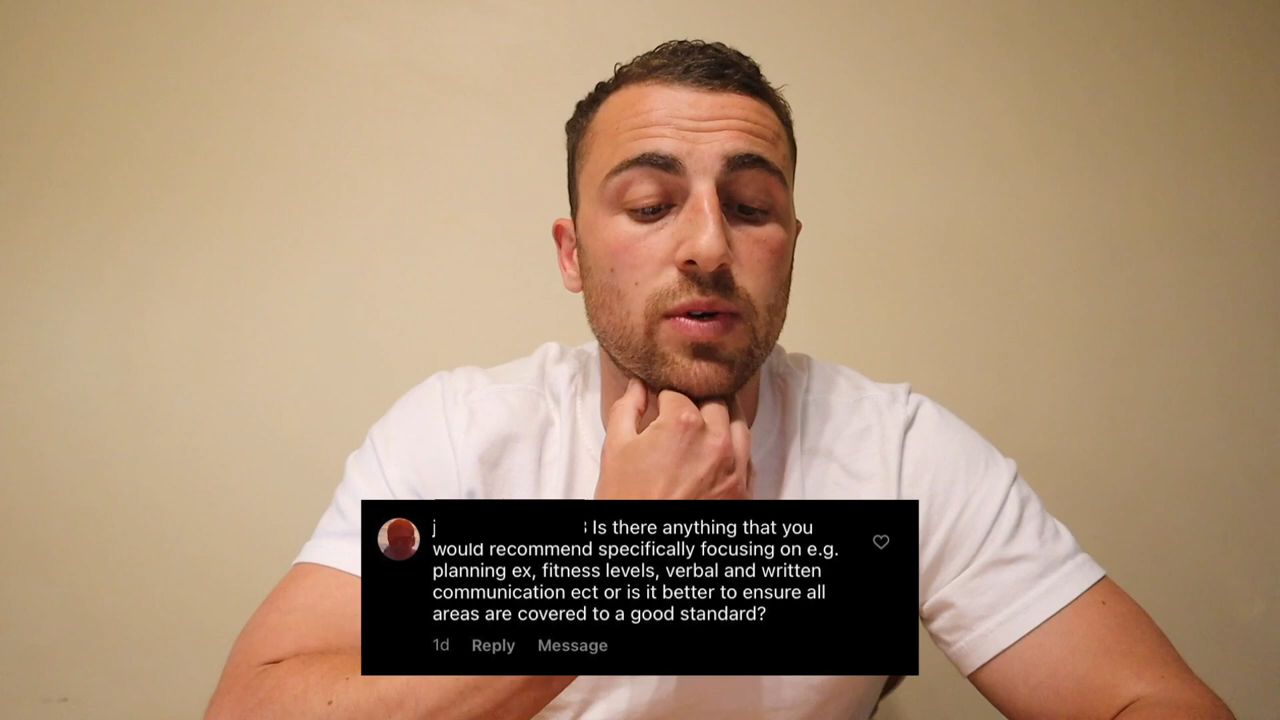 j Is there anything that you
would recommend specifically focusing on e.g.
planning ex, fitness levels, verbal and written
communication ect or is it better to ensure all
areas are covered to a good standard?
1d Reply Message